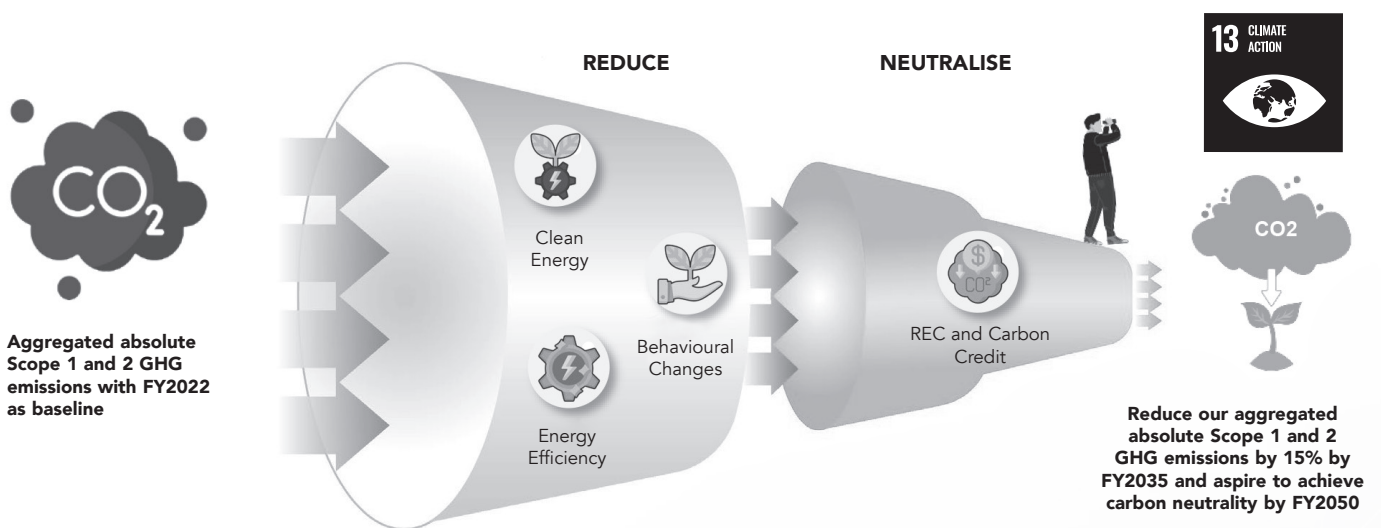 REDUCE
NEUTRALISE
13 CLIMATE
ACTION
CO2
Aggregated absolute
Scope 1 and 2 GHG
emissions with FY2022
as baseline
Clean
Energy
Behavioural
Changes
Energy
Efficiency
$
CO²
REC and Carbon
Credit
CO2
Reduce our aggregated
absolute Scope 1 and 2
GHG emissions by 15% by
FY2035 and aspire to achieve
carbon neutrality by FY2050